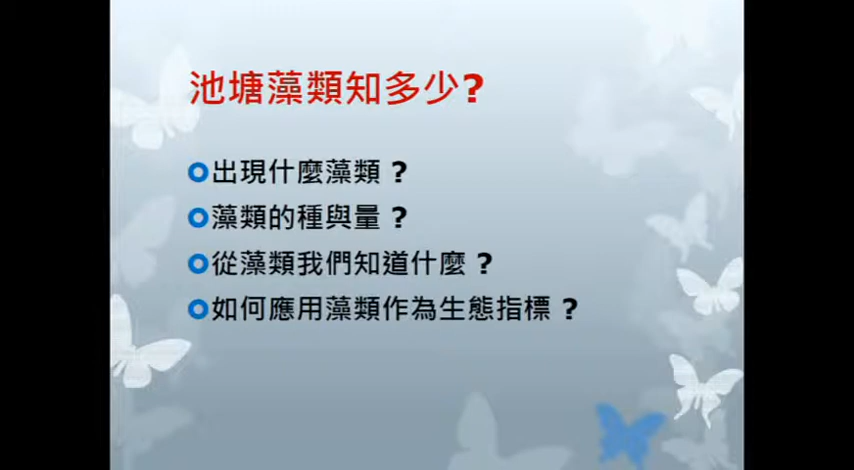 池塘藻類知多少?
出現什麼藻類？
藻類的種與量？
從藻類我們知道什麼？
如何應用藻類作為生態指標？